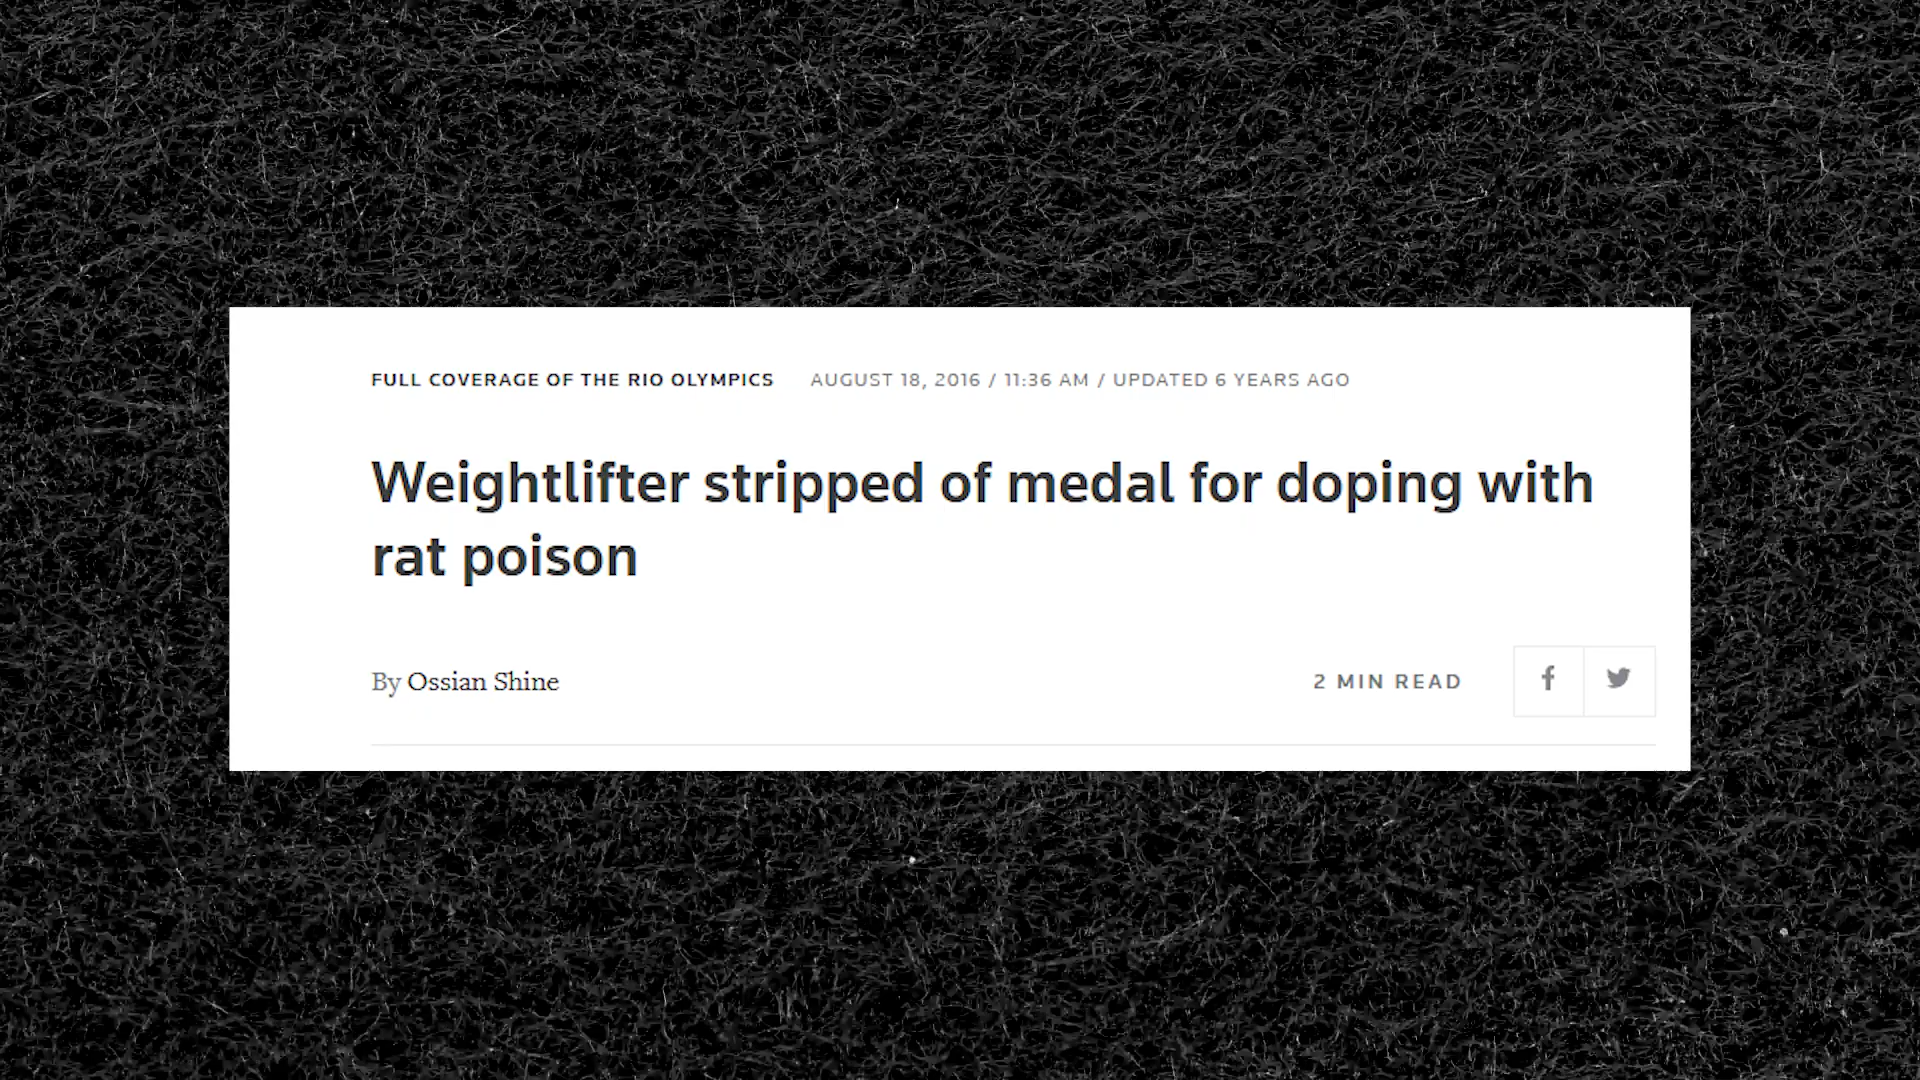 FULL COVERAGE OF THE RIO OLYMPICS AUGUST 18, 2016 / 11:36 AM / UPDATED 6 YEARS AGO
Weightlifter stripped of medal for doping with
rat poison
By Ossian Shine 2 MIN READ